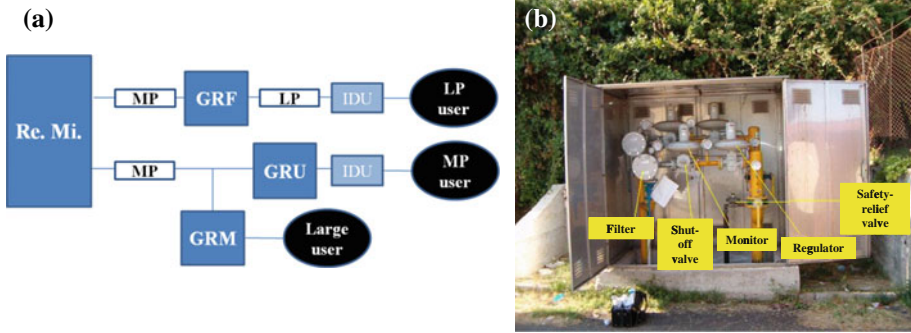 (a)
MP
GRF
LP
IDU
LP
user
Re. Mi.
MP
GRU
IDU
MP
user
GRM
Large
user
(b)
Filter
Shut-
off
valve
Monitor
Regulator
Safety-
relief
valve